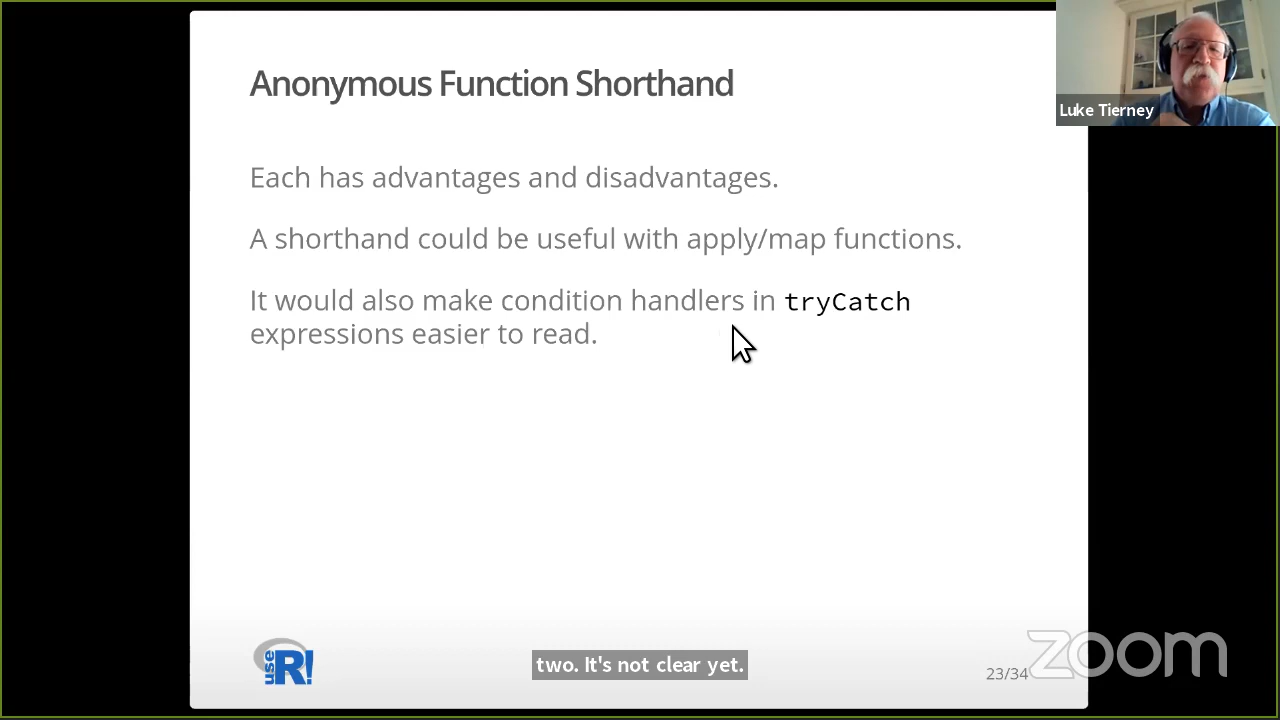 Anonymous Function Shorthand
Luke Tierney
Each has advantages and disadvantages.
A shorthand could be useful with apply/map functions.
It would also make condition handlers in tryCatch
expressions easier to read.
use R!
two. It's not clear yet.
23/34
zoom